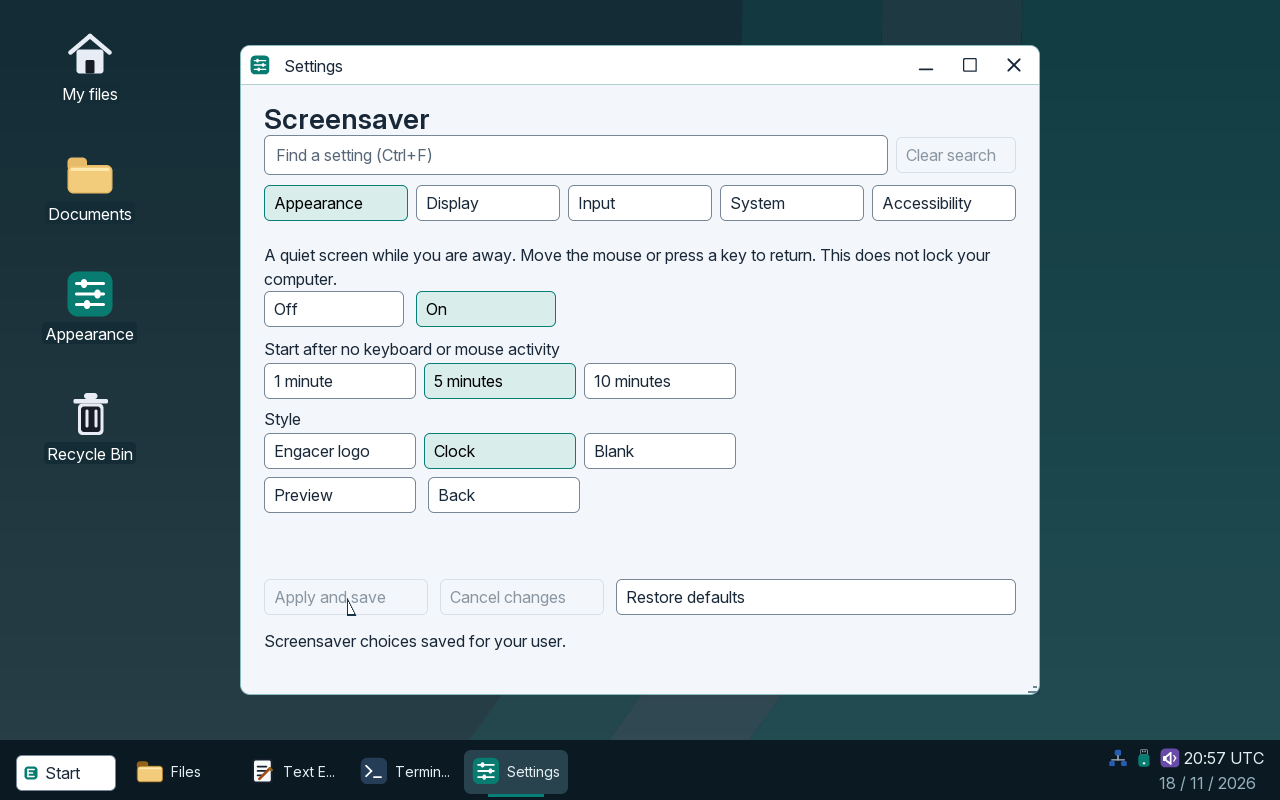 My files
Documents
Appearance
Recycle Bin
Settings
Screensaver
Find a setting (Ctrl+F)
Clear search
Appearance
Display
Input
System
Accessibility
A quiet screen while you are away. Move the mouse or press a key to return. This does not lock your
computer.
Off
On
Start after no keyboard or mouse activity
1 minute
5 minutes
10 minutes
Style
Engacer logo
Clock
Blank
Preview
Back
Apply and save
Cancel changes
Restore defaults
Screensaver choices saved for your user.
Start
Files
Text E...
Termin...
Settings
20:57 UTC
18 / 11 / 2026